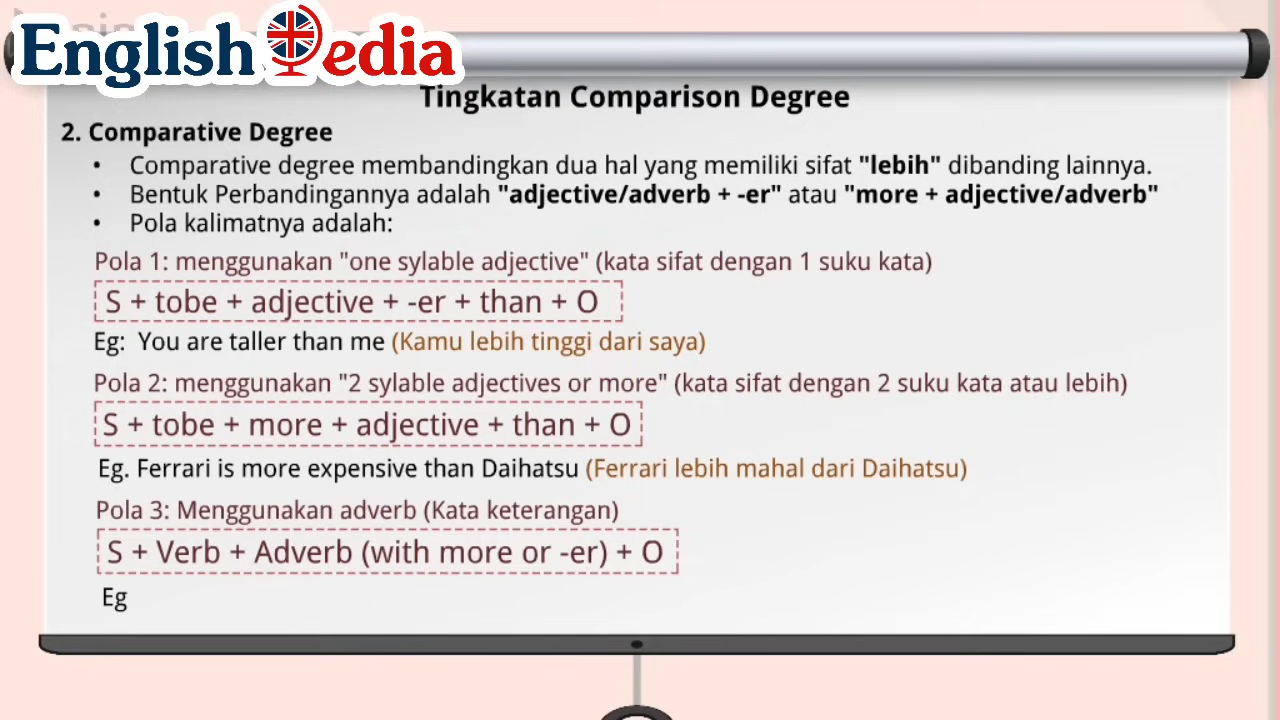 English Pedia
Tingkatan Comparison Degree
2. Comparative Degree
• Comparative degree membandingkan dua hal yang memiliki sifat "lebih" dibanding lainnya.
• Bentuk Perbandingannya adalah "adjective/adverb + -er" atau "more + adjective/adverb"
• Pola kalimatnya adalah:
Pola 1: menggunakan "one sylable adjective" (kata sifat dengan 1 suku kata)
S + tobe + adjective + -er + than + O
Eg: You are taller than me (Kamu lebih tinggi dari saya)
Pola 2: menggunakan "2 sylable adjectives or more" (kata sifat dengan 2 suku kata atau lebih)
S + tobe + more + adjective + than + O
Eg. Ferrari is more expensive than Daihatsu (Ferrari lebih mahal dari Daihatsu)
Pola 3: Menggunakan adverb (Kata keterangan)
S + Verb + Adverb (with more or -er) + O
Eg